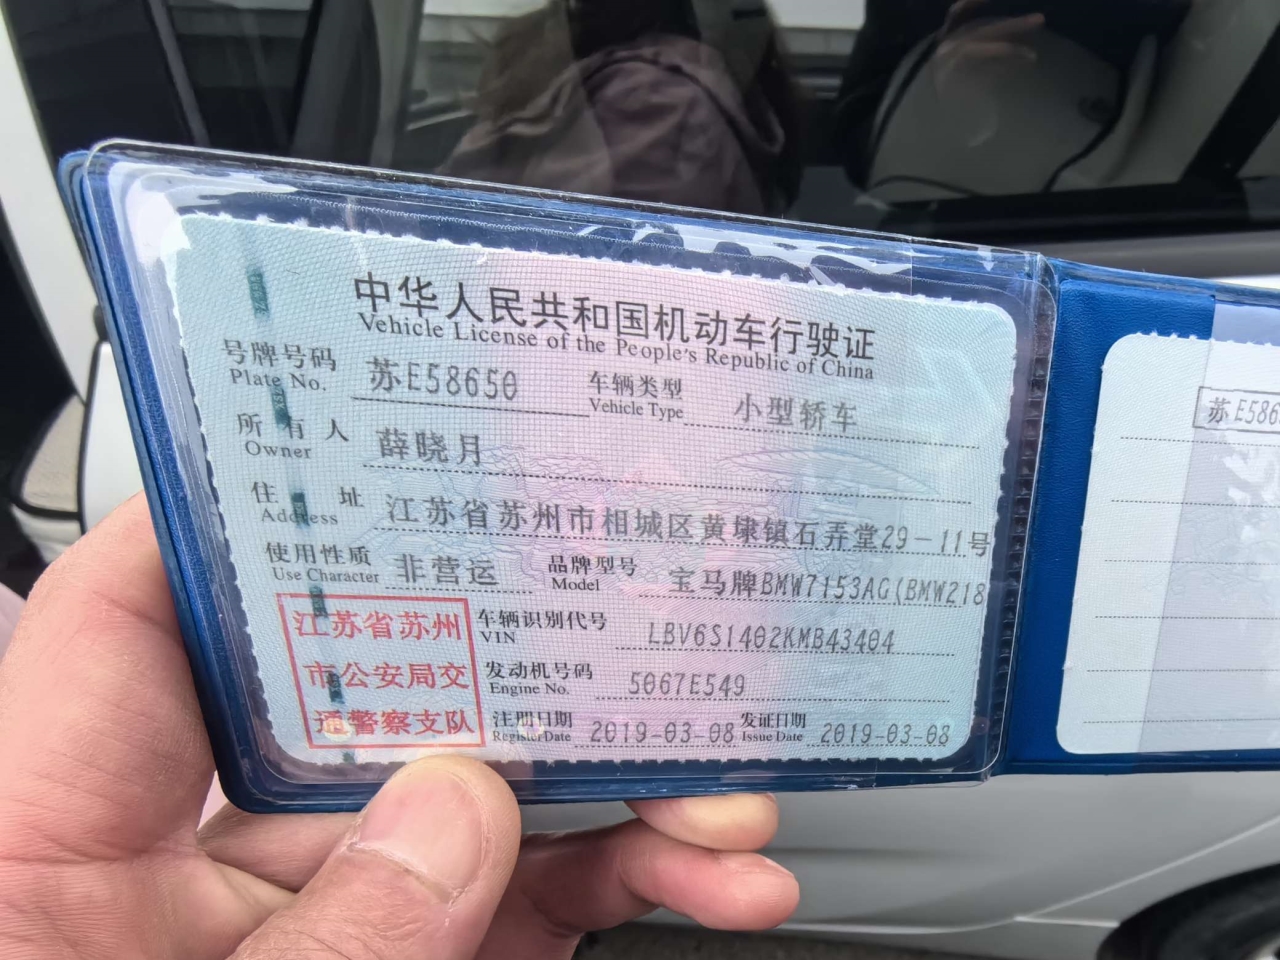 中华人民共和国机动车行驶证
Vehicle License of the People's Republic of China
号牌号码 苏E58650 车辆类型 小型轿车
Plate No. Vehicle Type
所有人 薛晓月
Owner
住址 江苏省苏州市相城区黄埭镇石弄堂29-11号
Address
使用性质 非营运 品牌型号 宝马牌BMW7153AG(BMW218
Use Character Model
江苏省苏州
市公安局交
通警察支队
车辆识别代号 LBV6S1402KMB43404
VIN
发动机号码 5067E549
Engine No.
注册日期 2019-03-08 发证日期 2019-03-08
Register Date Issue Date
苏E586